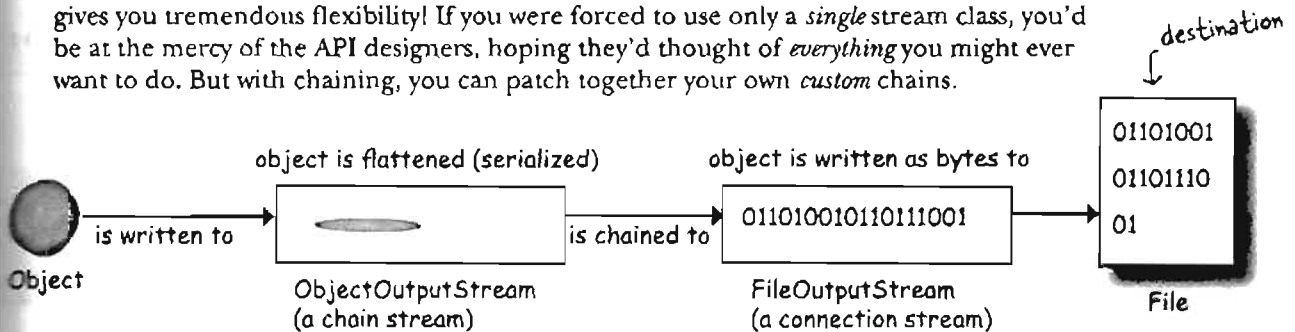 gives you tremendous flexibility! If you were forced to use only a single stream class, you'd
be at the mercy of the API designers, hoping they'd thought of everything you might ever
want to do. But with chaining, you can patch together your own custom chains.
destination
object is flattened (serialized)
object is written as bytes to
01101001
01101110
01
011010010110111001
is written to
is chained to
Object
ObjectOutputStream
(a chain stream)
FileOutputStream
(a connection stream)
File